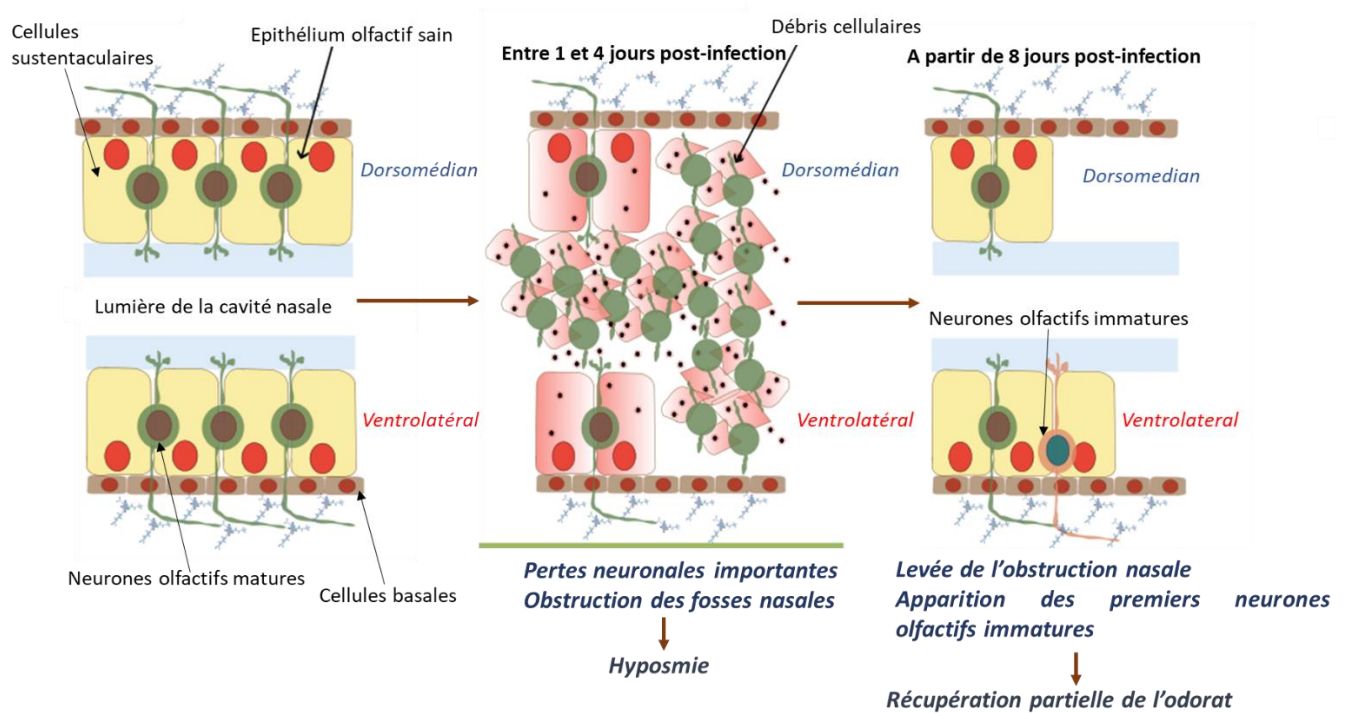 Cellules
sustentaculaires
Epithélium olfactif sain
Dorsomédian
Lumière de la cavité nasale
Ventrolatéral
Neurones olfactifs matures
Cellules basales
Entre 1 et 4 jours post-infection
Débris cellulaires
Dorsomédian
Ventrolatéral
Pertes neuronales importantes
Obstruction des fosses nasales
Hyposmie
A partir de 8 jours post-infection
Dorsomedian
Neurones olfactifs immatures
Ventrolateral
Levée de l’obstruction nasale
Apparition des premiers neurones
olfactifs immatures
Récupération partielle de l’odorat